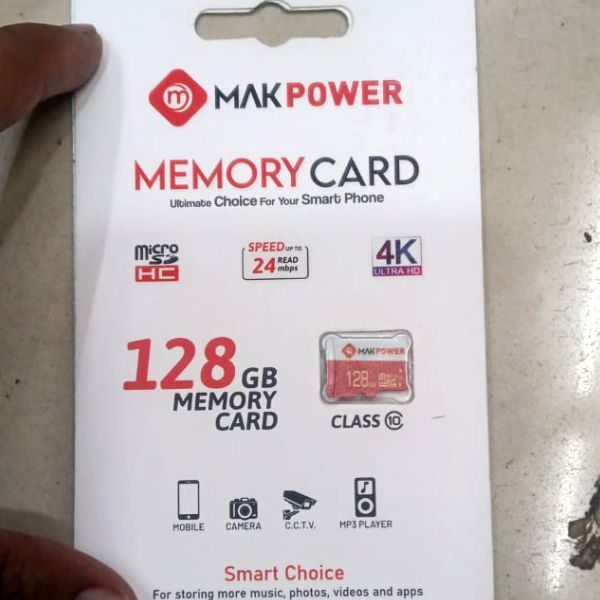 m MAKPOWER
MEMORY CARD
Ultimate Choice For Your Smart Phone
micro SD HC
SPEED UP TO 24 READ mbps
4K ULTRA HD
128 GB
MEMORY
CARD
MAKPOWER
128
CLASS 10
MOBILE CAMERA C.C.T.V. MP3 PLAYER
Smart Choice
For storing more music, photos, videos and apps